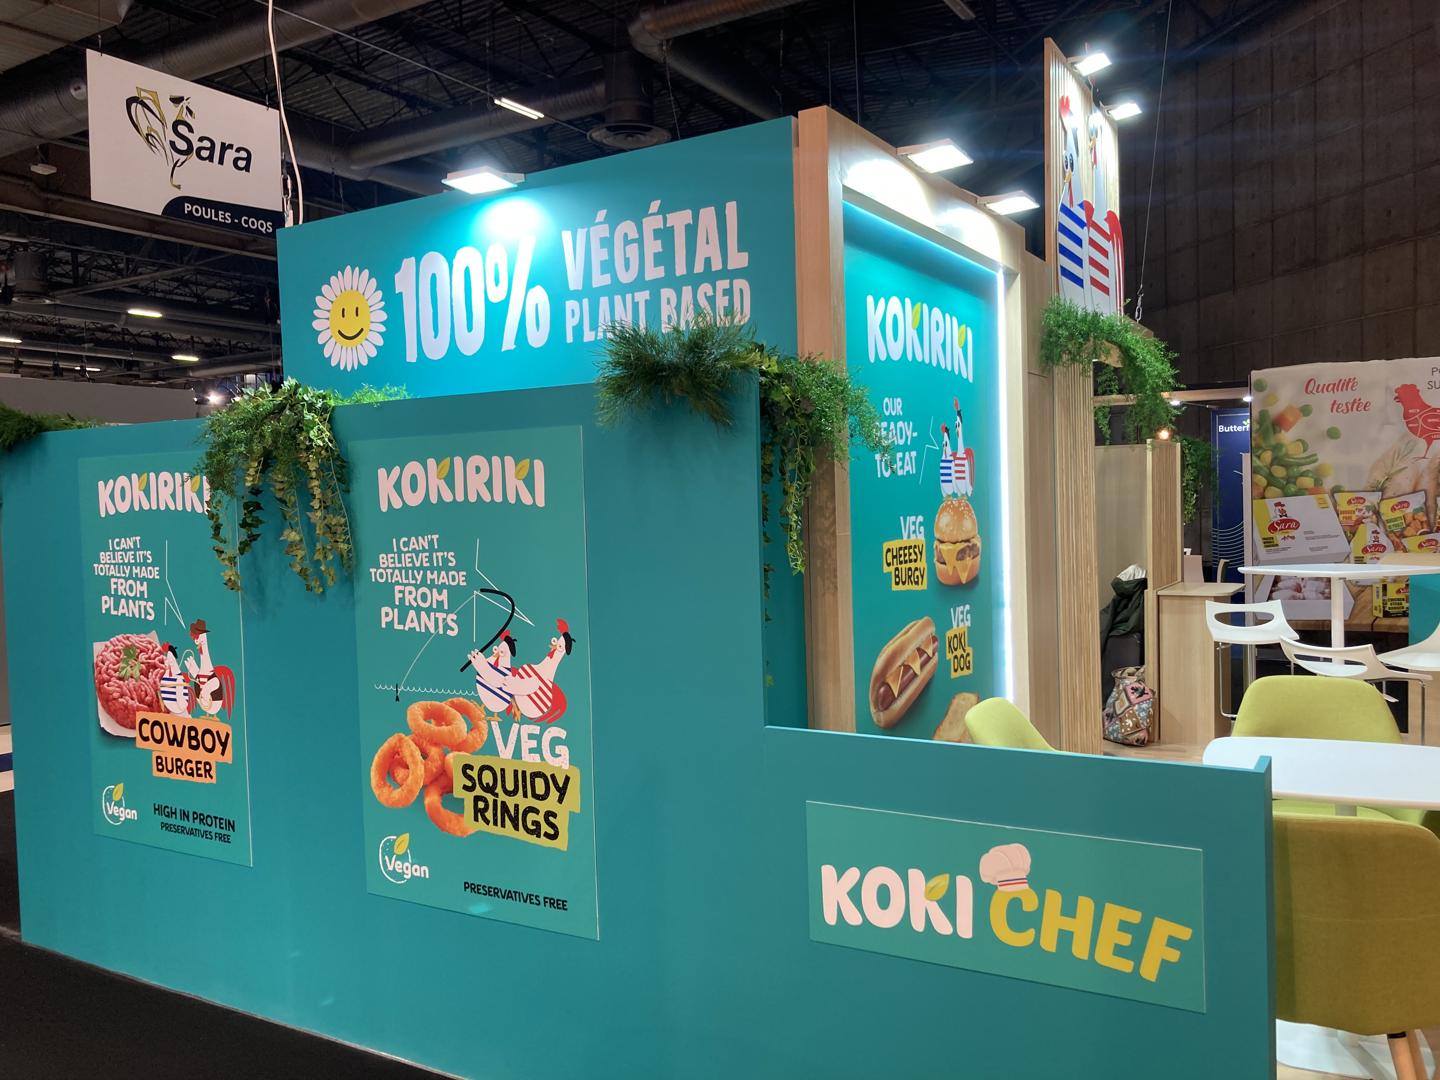 Sara
POULES - COQS
100%
VÉGÉTAL
PLANT BASED
KOKIRIKI
I CAN'T
BELIEVE IT'S
TOTALLY MADE
FROM
PLANTS
COWBOY
BURGER
Vegan
HIGH IN PROTEIN
PRESERVATIVES FREE
KOKIRIKI
I CAN'T
BELIEVE IT'S
TOTALLY MADE
FROM
PLANTS
VEG
SQUIDY
RINGS
Vegan
PRESERVATIVES FREE
KOKIRIKI
OUR
READY-
TO-EAT
VEG
CHEEESY
BURGY
VEG
KOKI
DOG
KOKI CHEF
Qualité
testée
Sara